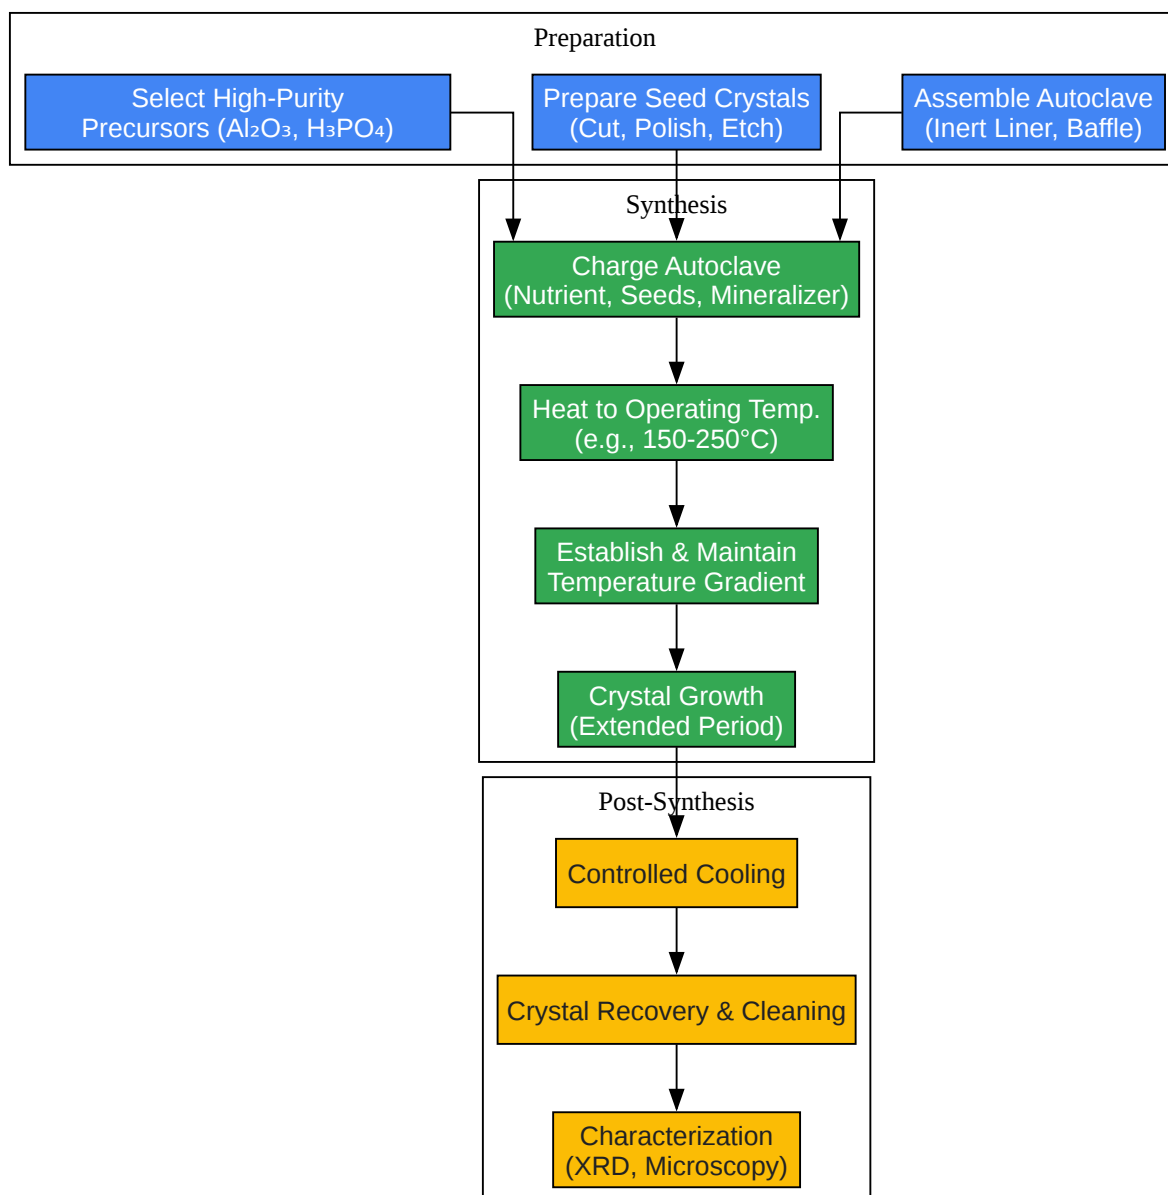 Preparation
Select High-Purity
Precursors (Al₂O₃, H₃PO₄)
Prepare Seed Crystals
(Cut, Polish, Etch)
Assemble Autoclave
(Inert Liner, Baffle)
Synthesis
Charge Autoclave
(Nutrient, Seeds, Mineralizer)
Heat to Operating Temp.
(e.g., 150-250°C)
Establish & Maintain
Temperature Gradient
Crystal Growth
(Extended Period)
Post-Synthesis
Controlled Cooling
Crystal Recovery & Cleaning
Characterization
(XRD, Microscopy)